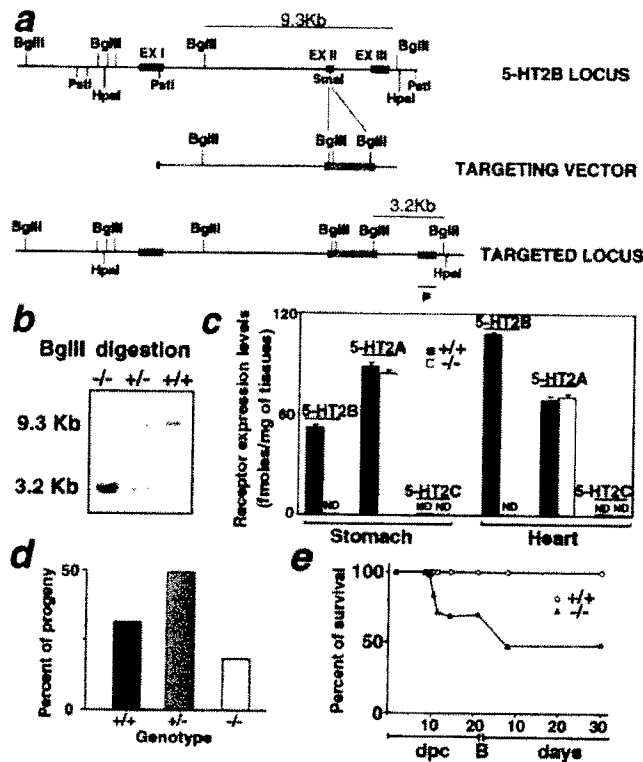 a
9.3Kb
BglII BglII EX I BglII EX II EX III BglII
PstI HpaI PstI SmaI HpaI PstI
5-HT2B LOCUS
BglII BglII BglII
TARGETING VECTOR
3.2Kb
BglII BglII BglII BglII BglII BglII
HpaI HpaI
TARGETED LOCUS
P
b
BglII digestion
-/- +/- +/+
9.3 Kb
3.2 Kb
c
Receptor expression levels
(fmoles/mg of tissues)
120
60
0
5-HT2B 5-HT2A 5-HT2C 5-HT2B 5-HT2A 5-HT2C
+/+
-/-
ND ND ND ND ND ND
Stomach Heart
d
Percent of progeny
50
0
+/+ +/- -/-
Genotype
e
Percent of survival
100
50
0
+/+
-/-
10 20 10 20 30
dpc B days